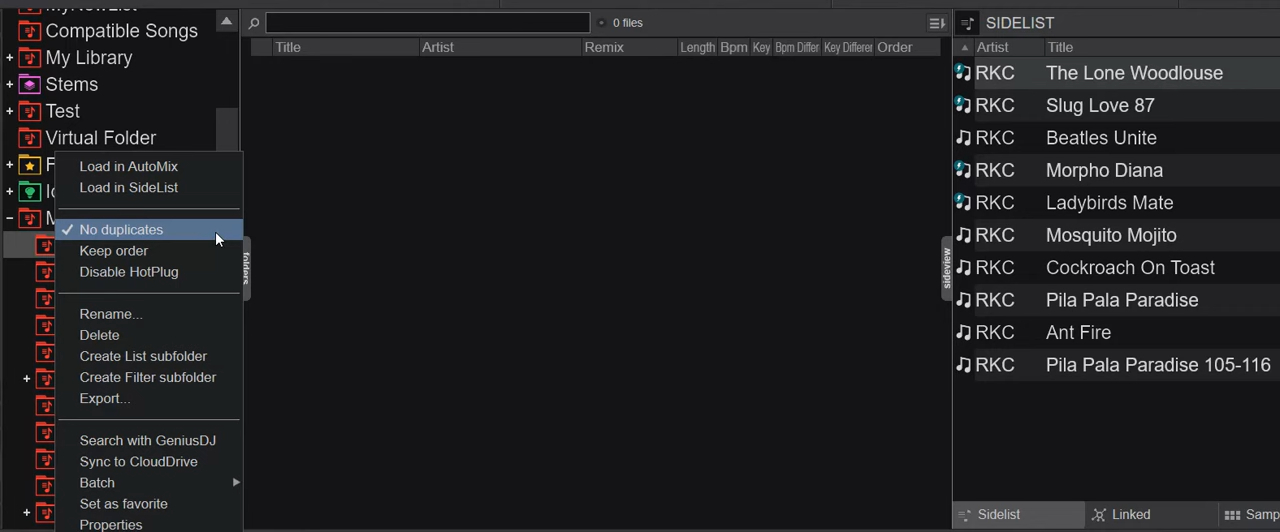 Compatible Songs
My Library
Stems
Test
Virtual Folder
Load in AutoMix
Load in SideList
No duplicates
Keep order
Disable HotPlug
Rename...
Delete
Create List subfolder
Create Filter subfolder
Export...
Search with GeniusDJ
Sync to CloudDrive
Batch
Set as favorite
Properties
folders
0 files
Title Artist Remix Length Bpm Key Bpm Differ Key Differen Order
sideview
SIDELIST
Artist Title
RKC The Lone Woodlouse
RKC Slug Love 87
RKC Beatles Unite
RKC Morpho Diana
RKC Ladybirds Mate
RKC Mosquito Mojito
RKC Cockroach On Toast
RKC Pila Pala Paradise
RKC Ant Fire
RKC Pila Pala Paradise 105-116
Sidelist Linked Samp